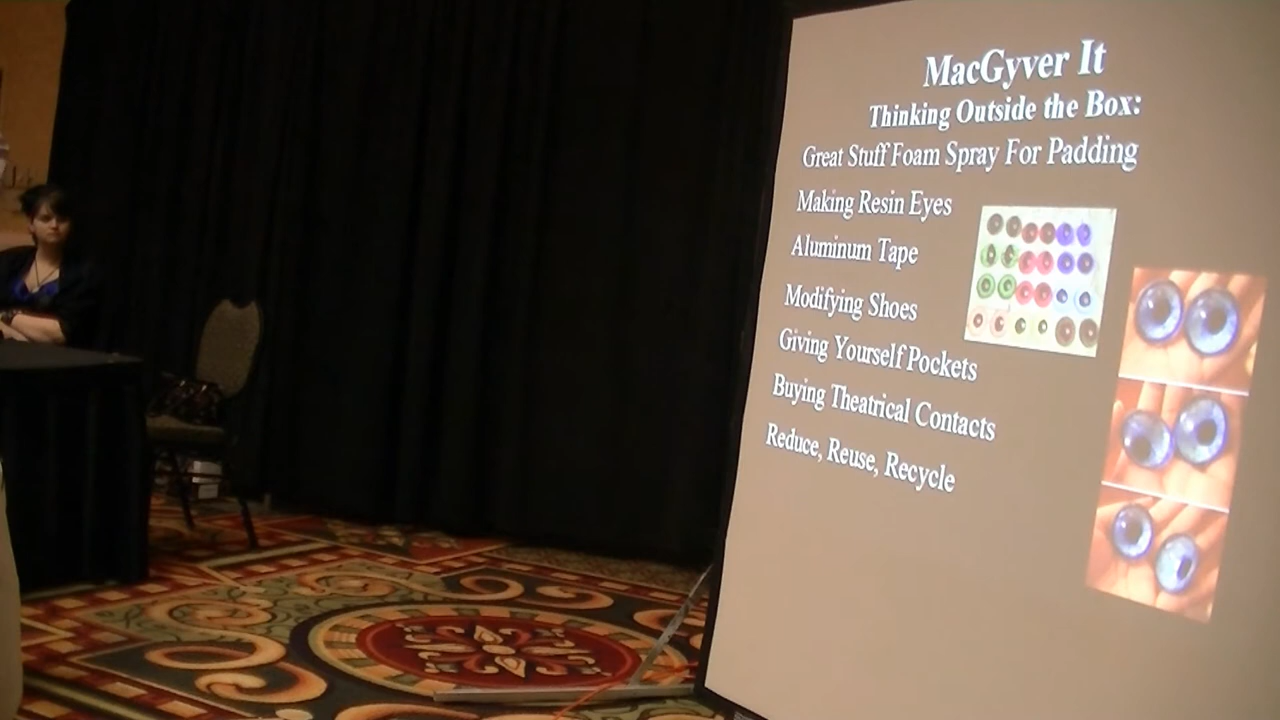 MacGyver It
Thinking Outside the Box:
Great Stuff Foam Spray For Padding
Making Resin Eyes
Aluminum Tape
Modifying Shoes
Giving Yourself Pockets
Buying Theatrical Contacts
Reduce, Reuse, Recycle